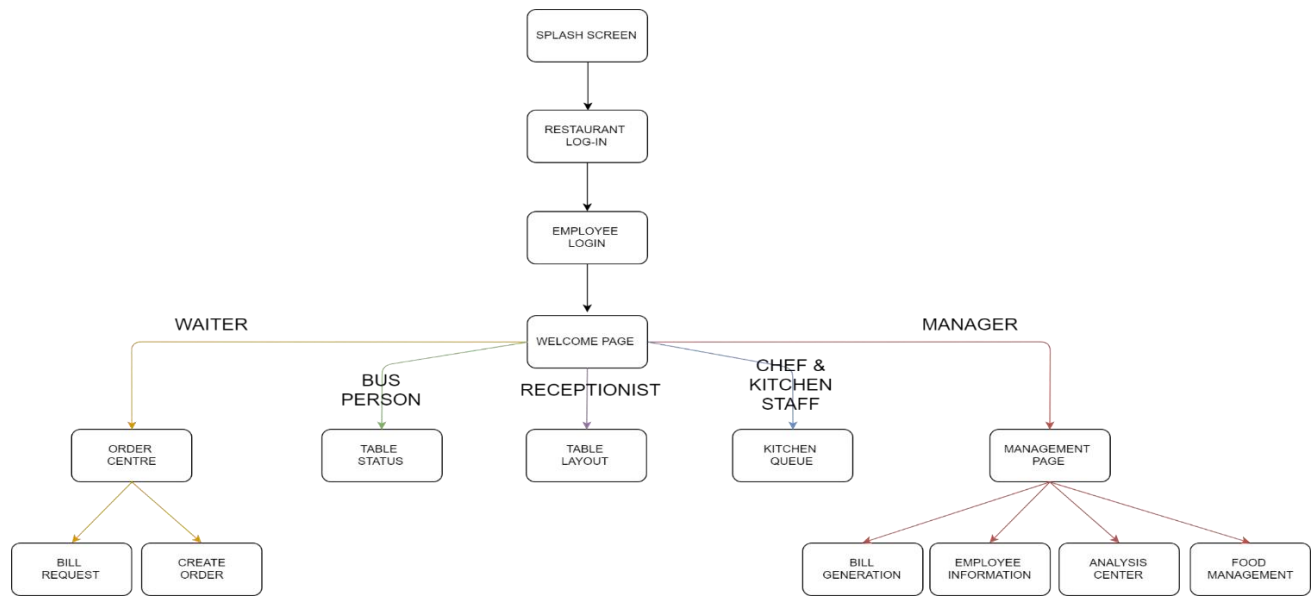 SPLASH SCREEN
RESTAURANT
LOG-IN
EMPLOYEE
LOGIN
WELCOME PAGE
WAITER
MANAGER
BUS
PERSON
RECEPTIONIST
CHEF &
KITCHEN
STAFF
ORDER
CENTRE
TABLE
STATUS
TABLE
LAYOUT
KITCHEN
QUEUE
MANAGEMENT
PAGE
BILL
REQUEST
CREATE
ORDER
BILL
GENERATION
EMPLOYEE
INFORMATION
ANALYSIS
CENTER
FOOD
MANAGEMENT